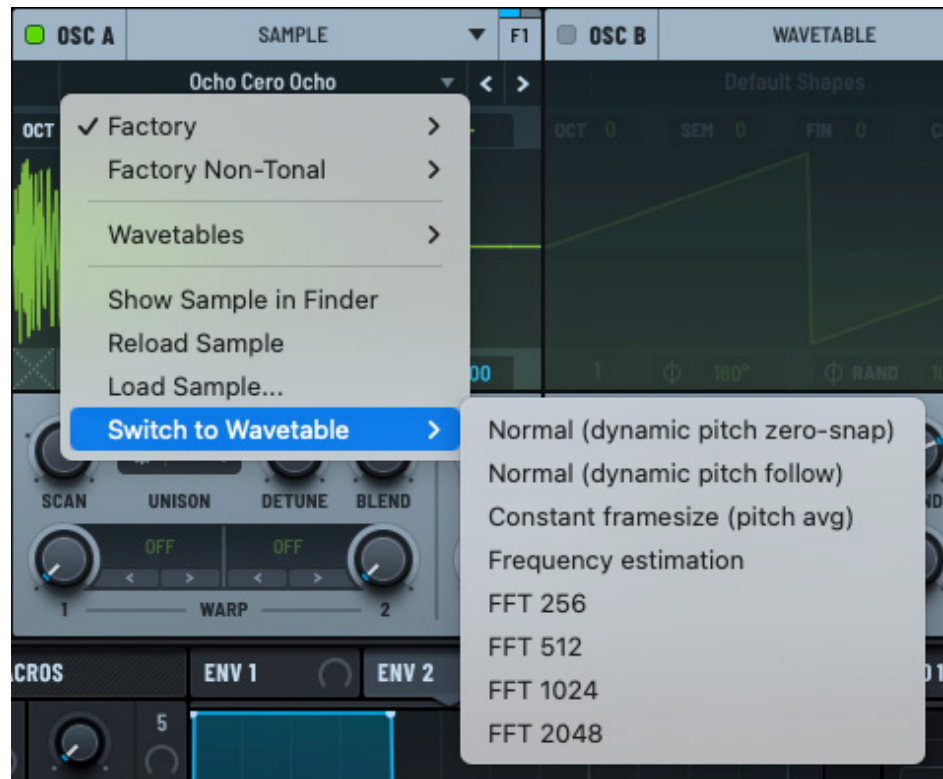 OSC A SAMPLE F1 OSC B WAVETABLE
Ocho Cero Ocho Default Shapes
OCT OCT 0 SEM 0 FIN 0
✓ Factory
Factory Non-Tonal
Wavetables
Show Sample in Finder
Reload Sample
Load Sample...
00 1 180° RAND
Switch to Wavetable
Normal (dynamic pitch zero-snap)
Normal (dynamic pitch follow)
Constant framesize (pitch avg)
Frequency estimation
FFT 256
FFT 512
FFT 1024
FFT 2048
SCAN UNISON DETUNE BLEND
OFF OFF
1 WARP 2
ACROS ENV 1 ENV 2
5